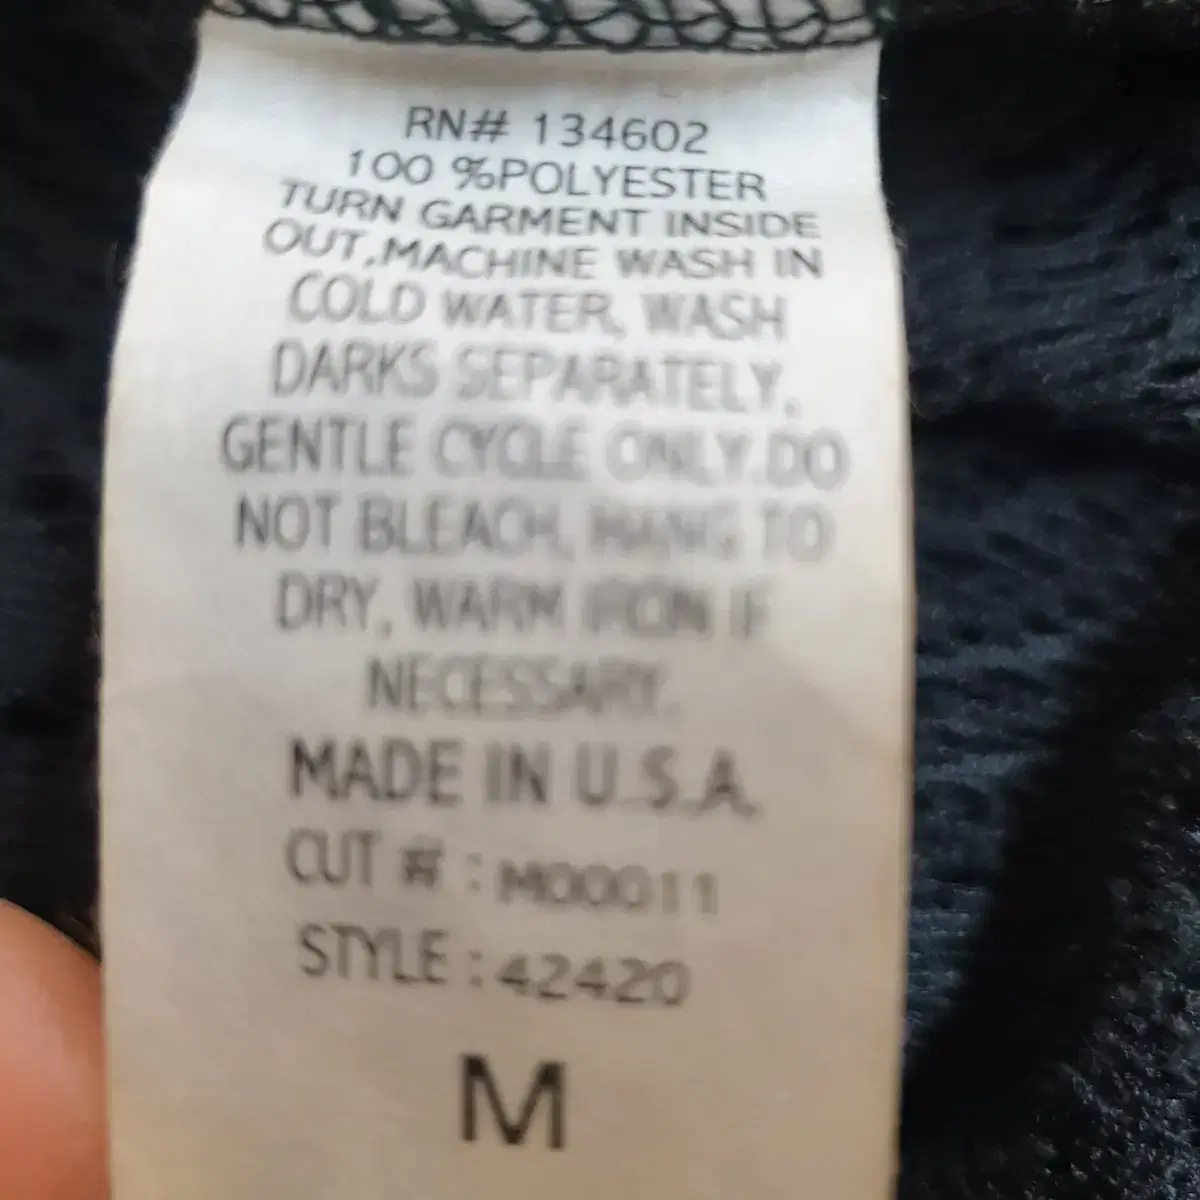 RN# 134602
100 %POLYESTER
TURN GARMENT INSIDE
OUT,MACHINE WASH IN
COLD WATER, WASH
DARKS SEPARATELY,
GENTLE CYCLE ONLY.DO
NOT BLEACH, HANG TO
DRY, WARM IRON IF
NECESSARY.
MADE IN U.S.A.
CUT # : M00011
STYLE : 42420
M